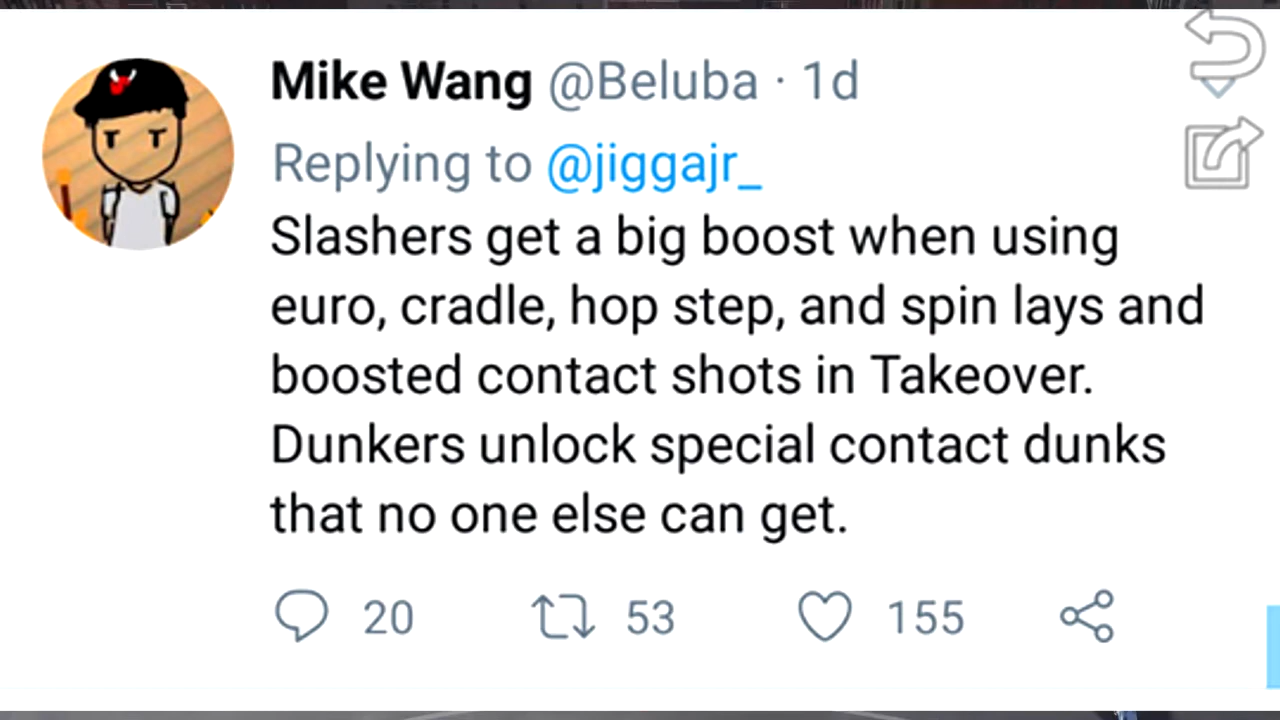 Mike Wang @Beluba · 1d
Replying to @jiggajr_
Slashers get a big boost when using
euro, cradle, hop step, and spin lays and
boosted contact shots in Takeover.
Dunkers unlock special contact dunks
that no one else can get.
20 53 155